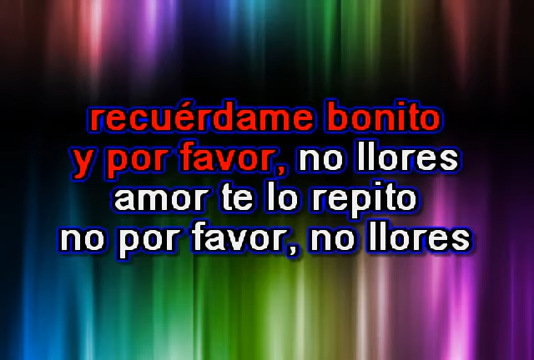 recuérdame bonito
y por favor, no llores
amor te lo repito
no por favor, no llores